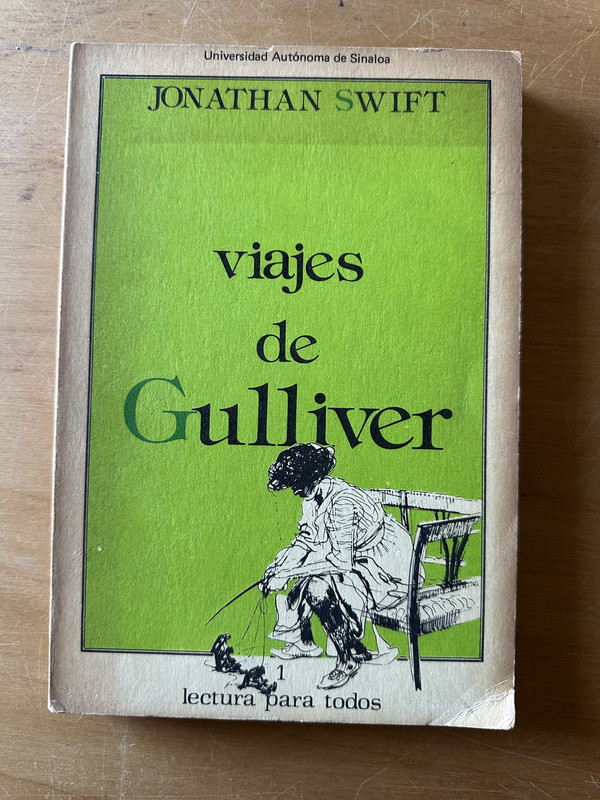 Universidad Autónoma de Sinaloa
JONATHAN SWIFT
viajes
de
Gulliver
1
lectura para todos